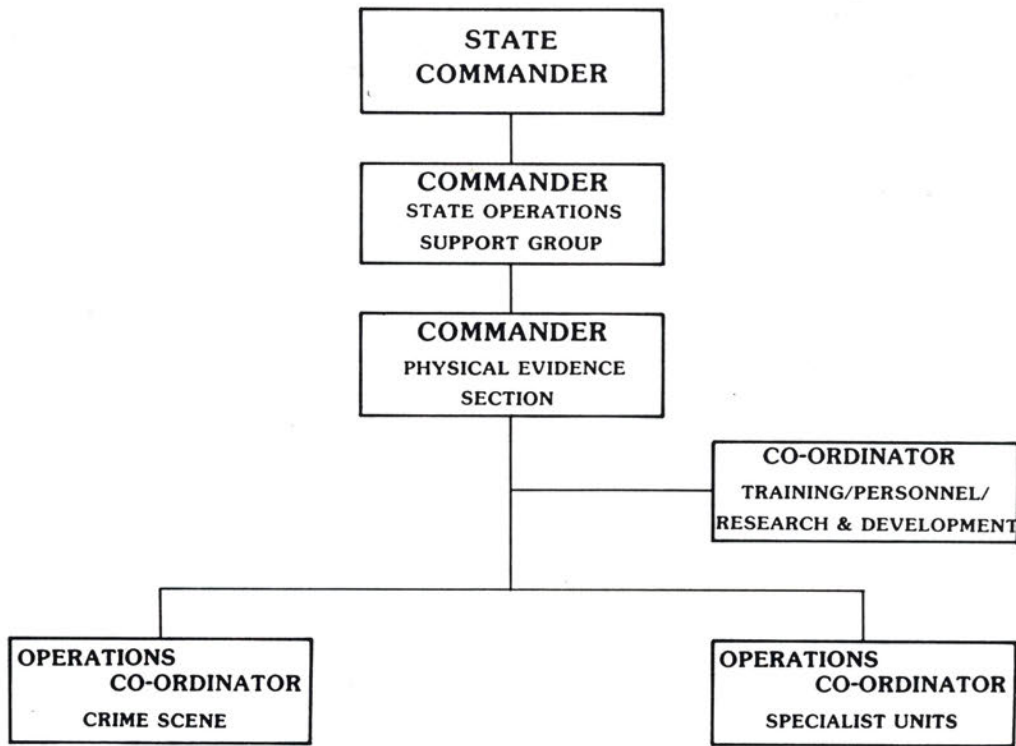 STATE
COMMANDER
COMMANDER
STATE OPERATIONS
SUPPORT GROUP
COMMANDER
PHYSICAL EVIDENCE
SECTION
CO-ORDINATOR
TRAINING/PERSONNEL/
RESEARCH & DEVELOPMENT
OPERATIONS
CO-ORDINATOR
CRIME SCENE
OPERATIONS
CO-ORDINATOR
SPECIALIST UNITS